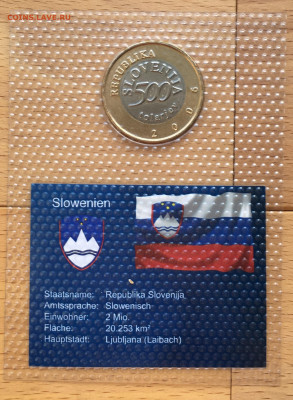 COINS.LAVE.RU
REPUBLIKA
SLOVENIJA
500
tolarjev
2006
Slowenien
Staatsname: Republika Slovenija
Amtssprache: Slowenisch
Einwohner: 2 Mio.
Fläche: 20.253 km²
Hauptstadt: Ljubljana (Laibach)